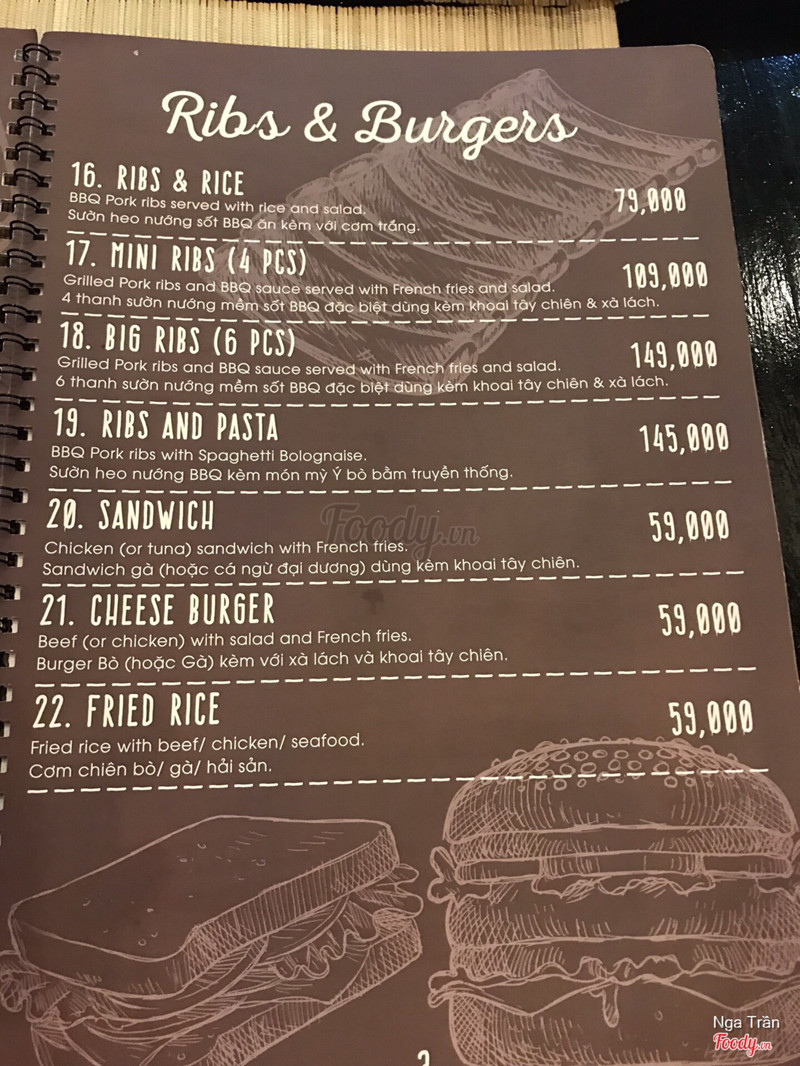 Ribs & Burgers
16. RIBS & RICE
79,000
BBQ Pork ribs served with rice and salad.
Sườn heo nướng sốt BBQ ăn kèm với cơm trắng.
17. MINI RIBS (4 PCS)
109,000
Grilled Pork ribs and BBQ sauce served with French fries and salad.
4 thanh sườn nướng mềm sốt BBQ đặc biệt dùng kèm khoai tây chiên & xà lách.
18. BIG RIBS (6 PCS)
149,000
Grilled Pork ribs and BBQ sauce served with French fries and salad.
6 thanh sườn nướng mềm sốt BBQ đặc biệt dùng kèm khoai tây chiên & xà lách.
19. RIBS AND PASTA
145,000
BBQ Pork ribs with Spaghetti Bolognaise.
Sườn heo nướng BBQ kèm món mỳ Ý bò bằm truyền thống.
20. SANDWICH
59,000
Chicken (or tuna) sandwich with French fries.
Sandwich gà (hoặc cá ngừ đại dương) dùng kèm khoai tây chiên.
21. CHEESE BURGER
59,000
Beef (or chicken) with salad and French fries.
Burger Bò (hoặc Gà) kèm với xà lách và khoai tây chiên.
22. FRIED RICE
59,000
Fried rice with beef/ chicken/ seafood.
Cơm chiên bò/ gà/ hải sản.
Foody.vn
Nga Trần
Foody.vn